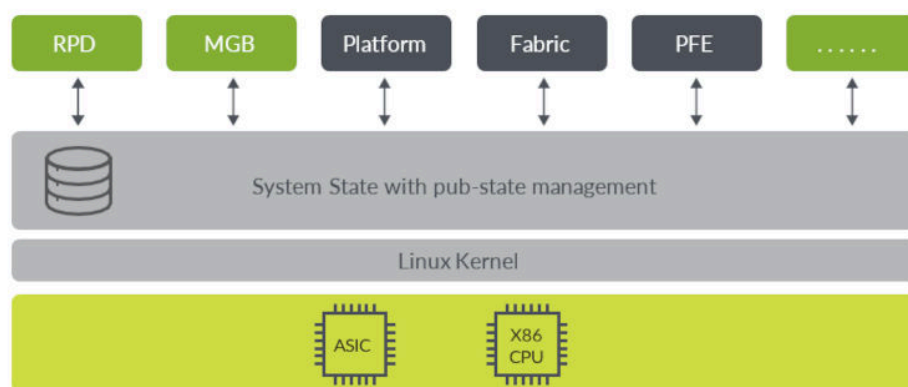 RPD
MGB
Platform
Fabric
PFE
......
System State with pub-state management
Linux Kernel
ASIC
X86
CPU